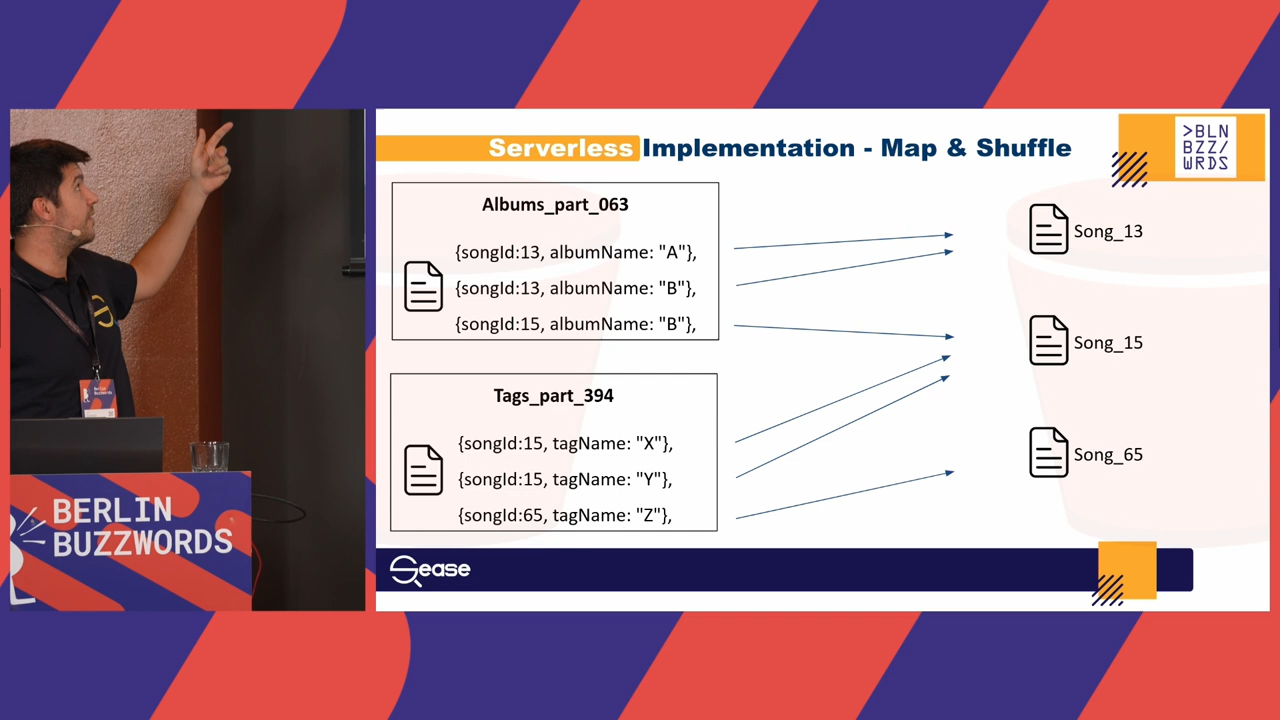 Serverless Implementation - Map & Shuffle
>BLN
BZZ/
WRDS
Albums_part_063
{songId:13, albumName: "A"},
{songId:13, albumName: "B"},
{songId:15, albumName: "B"},
Tags_part_394
{songId:15, tagName: "X"},
{songId:15, tagName: "Y"},
{songId:65, tagName: "Z"},
Song_13
Song_15
Song_65
Sease
BERLIN
BUZZWORDS